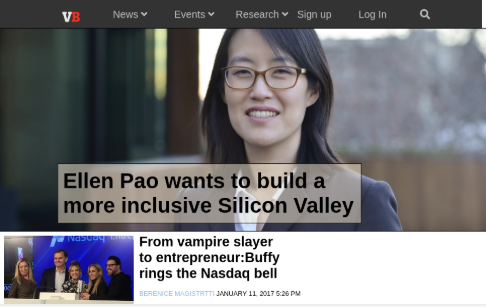 VB News Events Research Sign up Log In
Ellen Pao wants to build a
more inclusive Silicon Valley
Nasdaq
From vampire slayer
to entrepreneur:Buffy
rings the Nasdaq bell
BERENICE MAGISTRTTI JANUARY 11, 2017 5:26 PM